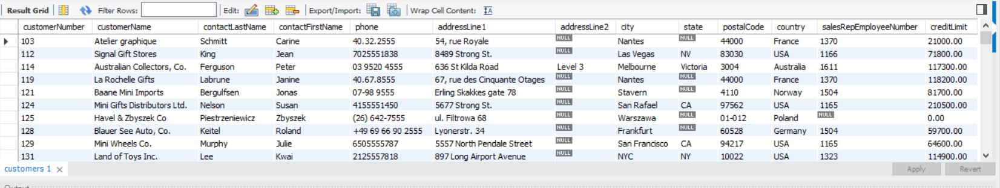 Result Grid Filter Rows: Edit: Export/Import: Wrap Cell Content: IA
customerNumber customerName contactLastName contactFirstName phone addressLine1 addressLine2 city state postalCode country salesRepEmployeeNumber creditLimit
103 Atelier graphique Schmitt Carine 40.32.2555 54, rue Royale NULL Nantes NULL 44000 France 1370 21000.00
112 Signal Gift Stores King Jean 7025551838 8489 Strong St. NULL Las Vegas NV 83030 USA 1166 71800.00
114 Australian Collectors, Co. Ferguson Peter 03 9520 4555 636 St Kilda Road Level 3 Melbourne Victoria 3004 Australia 1611 117300.00
119 La Rochelle Gifts Labrune Janine 40.67.8555 67, rue des Cinquante Otages NULL Nantes NULL 44000 France 1370 118200.00
121 Baane Mini Imports Bergulfsen Jonas 07-98 9555 Erling Skakkes gate 78 NULL Stavern NULL 4110 Norway 1504 81700.00
124 Mini Gifts Distributors Ltd. Nelson Susan 4155551450 5677 Strong St. NULL San Rafael CA 97562 USA 1165 210500.00
125 Havel & Zbyszek Co Piestrzeniewicz Zbyszek (26) 642-7555 ul. Filtrowa 68 NULL Warszawa NULL 01-012 Poland NULL 0.00
128 Blauer See Auto, Co. Keitel Roland +49 69 66 90 2555 Lyonerstr. 34 NULL Frankfurt NULL 60528 Germany 1504 59700.00
129 Mini Wheels Co. Murphy Julie 6505555787 5557 North Pendale Street NULL San Francisco CA 94217 USA 1165 64600.00
131 Land of Toys Inc. Lee Kwai 2125557818 897 Long Airport Avenue NULL NYC NY 10022 USA 1323 114900.00
customers 1 Apply Revert
Output